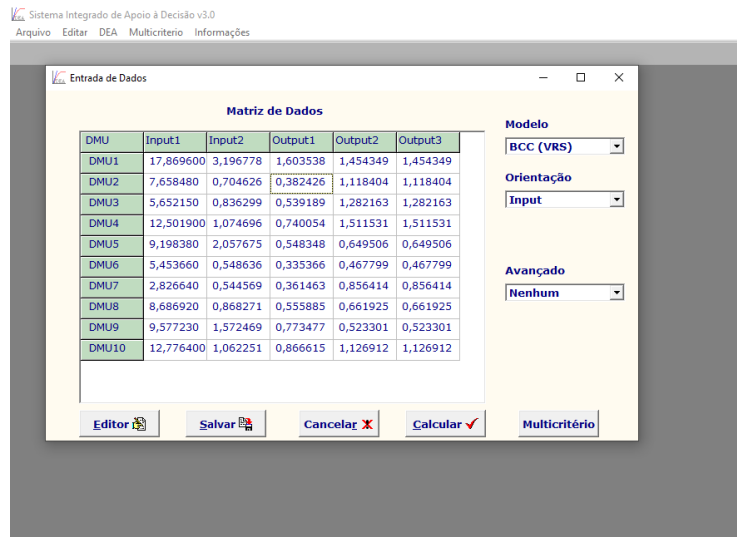 Sistema Integrado de Apoio à Decisão v3.0
Arquivo Editar DEA Multicriterio Informações
Entrada de Dados
Matriz de Dados
DMU Input1 Input2 Output1 Output2 Output3
DMU1 17,869600 3,196778 1,603538 1,454349 1,454349
DMU2 7,658480 0,704626 0,382426 1,118404 1,118404
DMU3 5,652150 0,836299 0,539189 1,282163 1,282163
DMU4 12,501900 1,074696 0,740054 1,511531 1,511531
DMU5 9,198380 2,057675 0,548348 0,649506 0,649506
DMU6 5,453660 0,548636 0,335366 0,467799 0,467799
DMU7 2,826640 0,544569 0,361463 0,856414 0,856414
DMU8 8,686920 0,868271 0,555885 0,661925 0,661925
DMU9 9,577230 1,572469 0,773477 0,523301 0,523301
DMU10 12,776400 1,062251 0,866615 1,126912 1,126912
Modelo
BCC (VRS)
Orientação
Input
Avançado
Nenhum
Editor Salvar Cancelar Calcular Multicritério